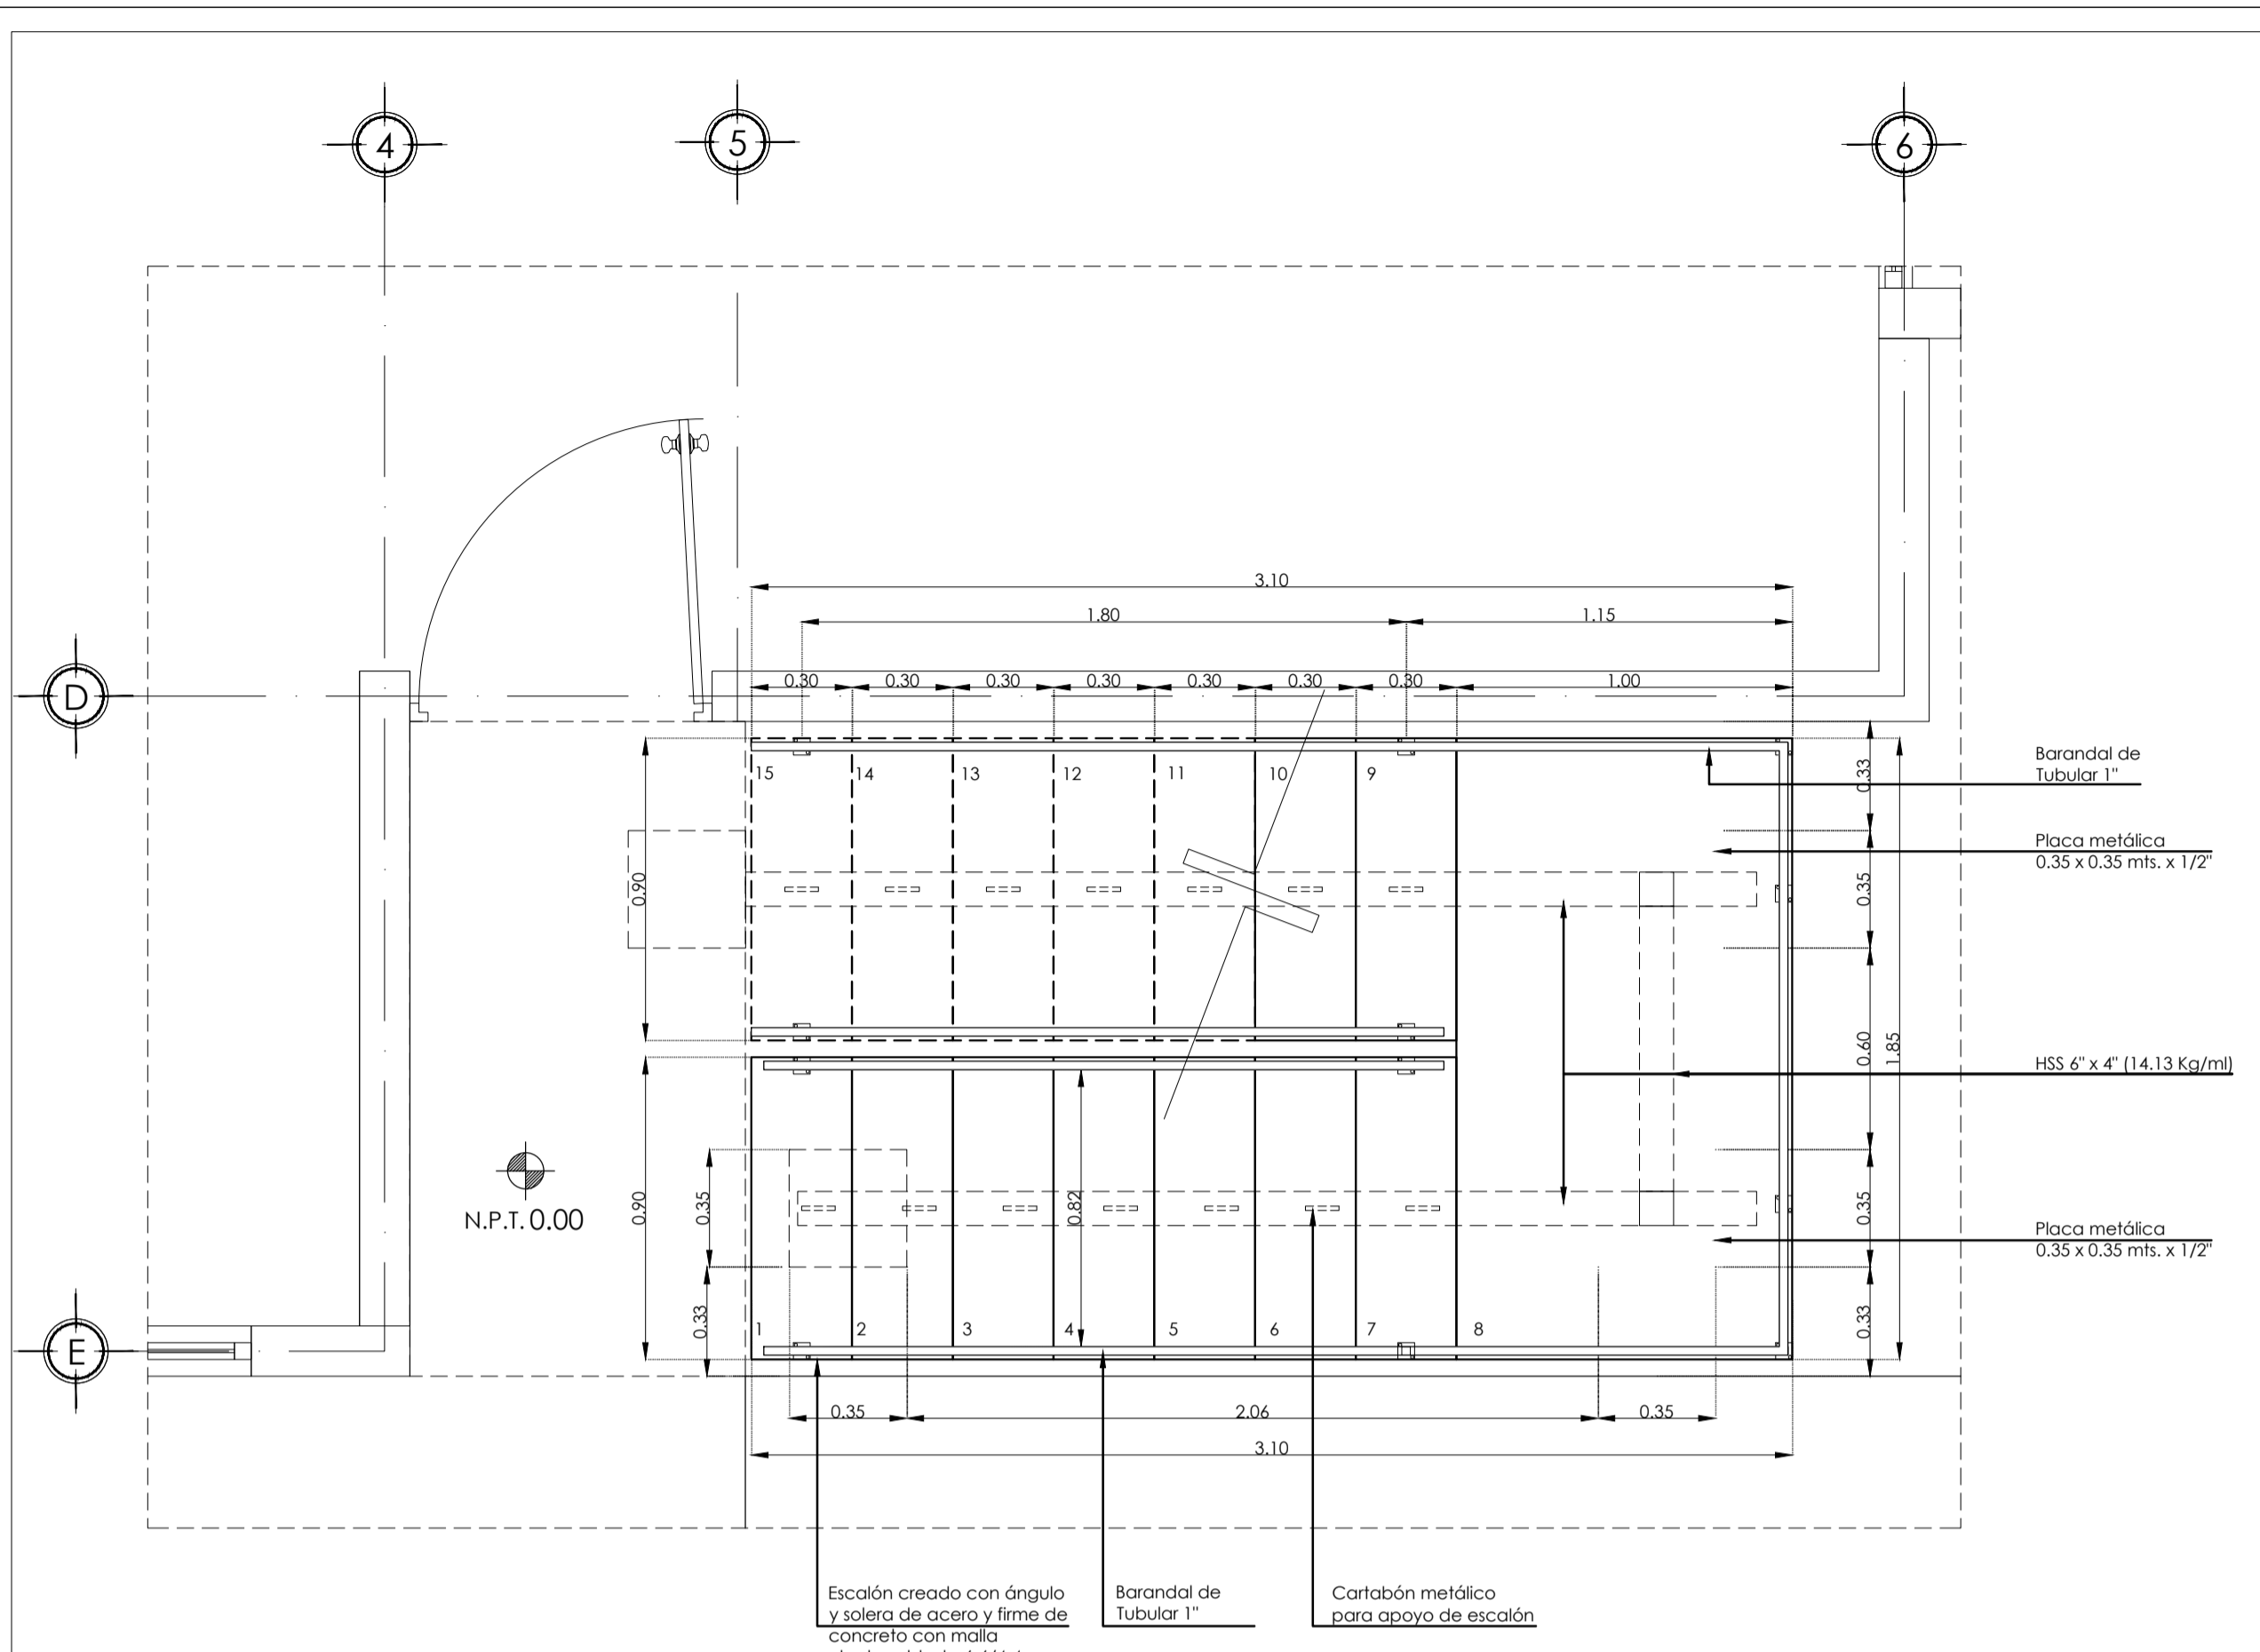 4
5
6
3.10
1.80
1.15
0.30
0.30
0.30
0.30
0.30
0.30
0.30
1.00
D
15
14
13
12
11
10
9
0.33
Barandal de
Tubular 1"
Placa metálica
0.35 x 0.35 mts. x 1/2"
0.90
0.35
0.60
1.85
HSS 6" x 4" (14.13 Kg/ml)
N.P.T. 0.00
0.90
0.35
0.82
0.35
Placa metálica
0.35 x 0.35 mts. x 1/2"
0.33
0.33
E
1
2
3
4
5
6
7
8
0.35
2.06
0.35
3.10
Escalón creado con ángulo
y solera de acero y firme de
concreto con malla
Barandal de
Tubular 1"
Cartabón metálico
para apoyo de escalón